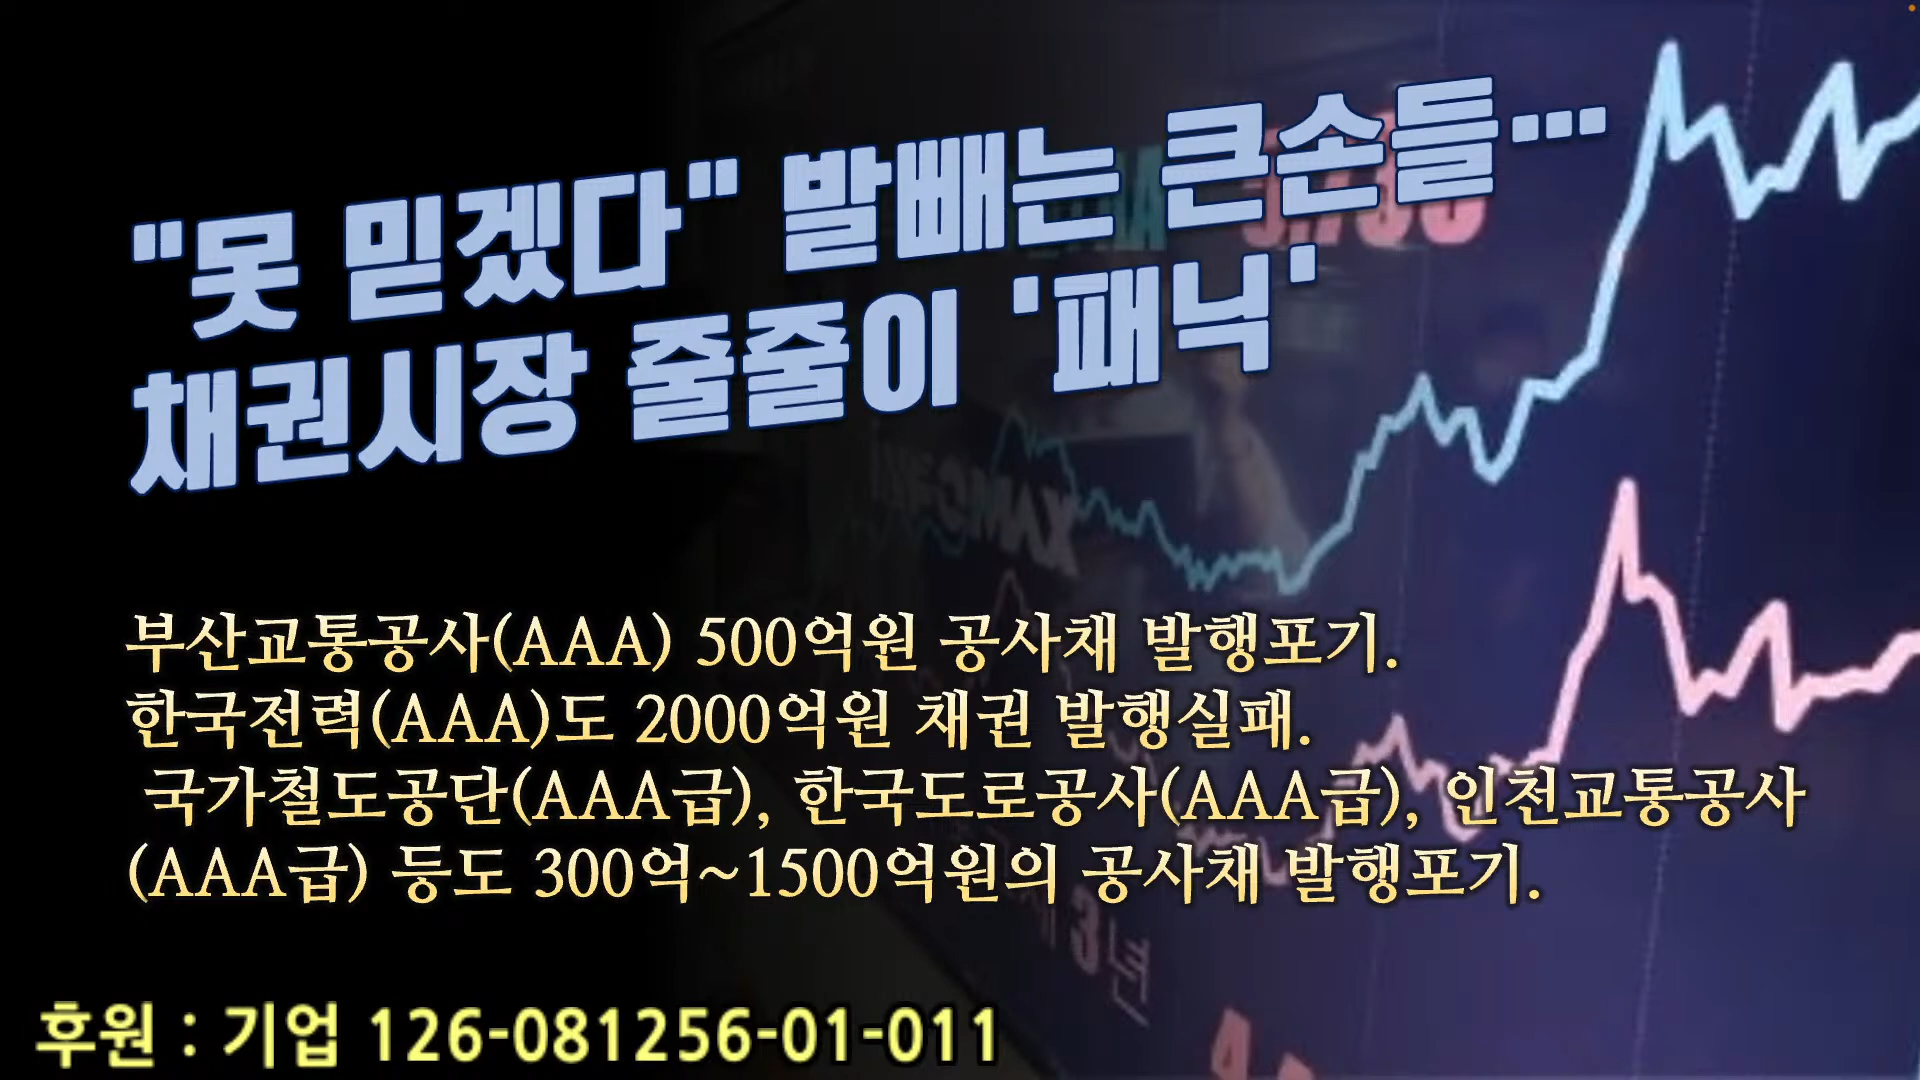 "못 믿겠다" 발빼는 큰손들…
채권시장 줄줄이 '패닉'
부산교통공사(AAA) 500억원 공사채 발행포기.
한국전력(AAA)도 2000억원 채권 발행실패.
국가철도공단(AAA급), 한국도로공사(AAA급), 인천교통공사
(AAA급) 등도 300억~1500억원의 공사채 발행포기.
3년
후원 : 기업 126-081256-01-011